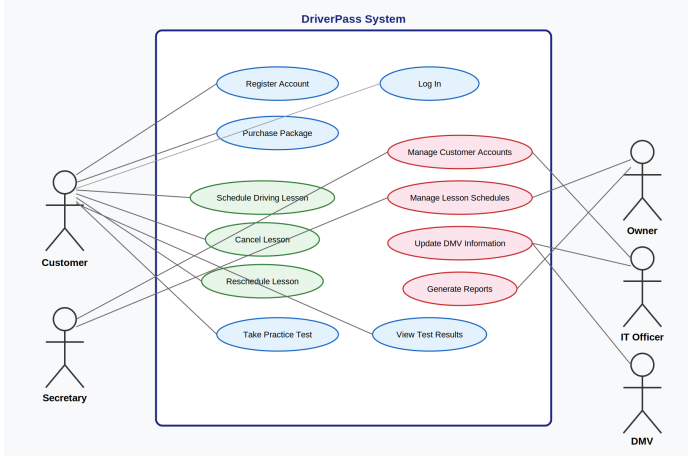 DriverPass System
Register Account
Log In
Purchase Package
Manage Customer Accounts
Schedule Driving Lesson
Manage Lesson Schedules
Owner
Cancel Lesson
Update DMV Information
Customer
Reschedule Lesson
Generate Reports
Take Practice Test
View Test Results
IT Officer
Secretary
DMV